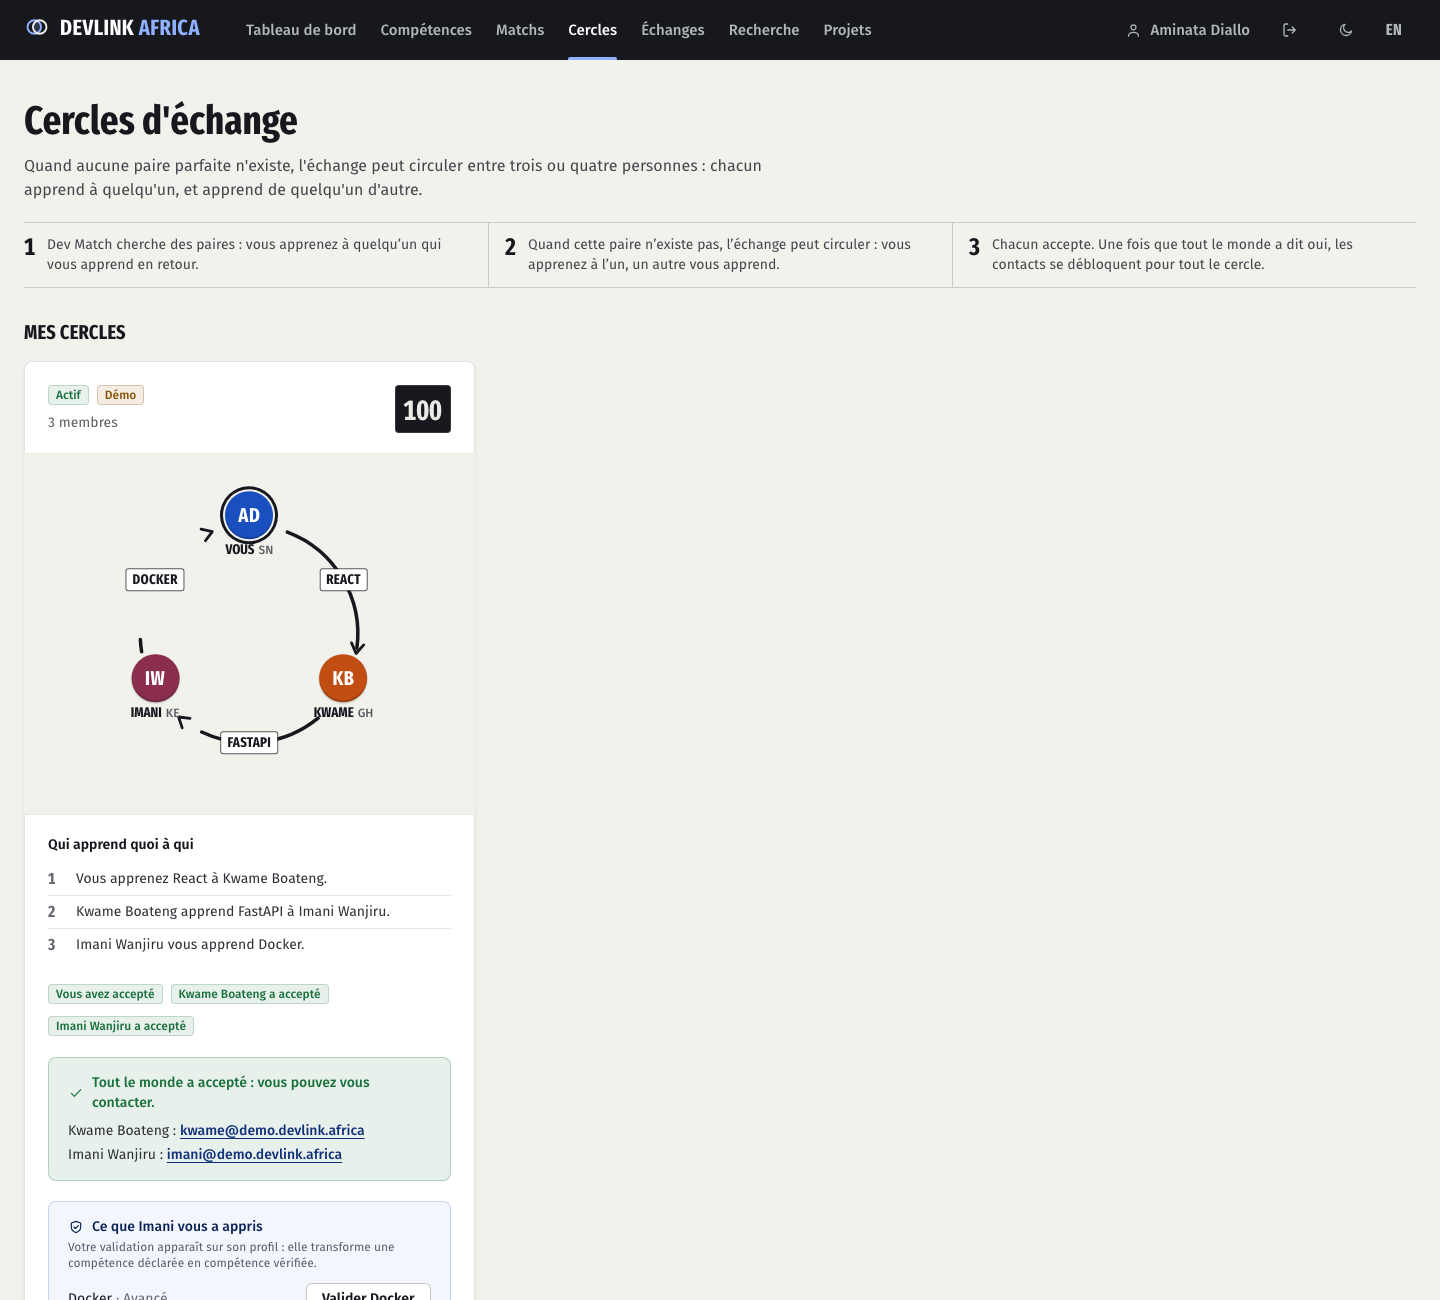 DEVLINK AFRICA
Tableau de bord
Compétences
Matchs
Cercles
Échanges
Recherche
Projets
Aminata Diallo
EN
Cercles d'échange
Quand aucune paire parfaite n'existe, l'échange peut circuler entre trois ou quatre personnes : chacun
apprend à quelqu'un, et apprend de quelqu'un d'autre.
1
Dev Match cherche des paires : vous apprenez à quelqu’un qui
vous apprend en retour.
2
Quand cette paire n’existe pas, l’échange peut circuler : vous
apprenez à l’un, un autre vous apprend.
3
Chacun accepte. Une fois que tout le monde a dit oui, les
contacts se débloquent pour tout le cercle.
MES CERCLES
Actif
Démo
3 membres
100
AD
VOUS SN
DOCKER
REACT
IW
IMANI KE
KB
KWAME GH
FASTAPI
Qui apprend quoi à qui
1 Vous apprenez React à Kwame Boateng.
2 Kwame Boateng apprend FastAPI à Imani Wanjiru.
3 Imani Wanjiru vous apprend Docker.
Vous avez accepté
Kwame Boateng a accepté
Imani Wanjiru a accepté
Tout le monde a accepté : vous pouvez vous
contacter.
Kwame Boateng : kwame@demo.devlink.africa
Imani Wanjiru : imani@demo.devlink.africa
Ce que Imani vous a appris
Votre validation apparaît sur son profil : elle transforme une
compétence déclarée en compétence vérifiée.
Docker · Avancé
Valider Docker